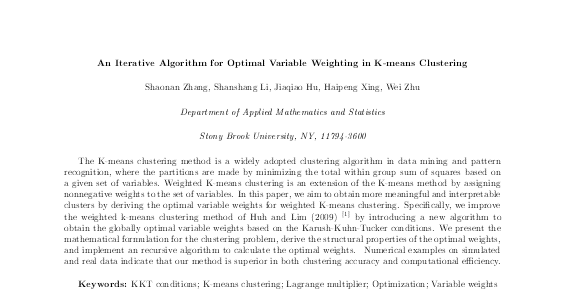 An Iterative Algorithm for Optimal Variable Weighting in K-means Clustering
Shaonan Zhang, Shanshang Li, Jiaqiao Hu, Haipeng Xing, Wei Zhu
Department of Applied Mathematics and Statistics
Stony Brook University, NY, 11794-3600
The K-means clustering method is a widely adopted clustering algorithm in data mining and pattern
recognition, where the partitions are made by minimizing the total within group sum of squares based on
a given set of variables. Weighted K-means clustering is an extension of the K-means method by assigning
nonnegative weights to the set of variables. In this paper, we aim to obtain more meaningful and interpretable
clusters by deriving the optimal variable weights for weighted K-means clustering. Specifically, we improve
the weighted k-means clustering method of Huh and Lim (2009) [1] by introducing a new algorithm to
obtain the globally optimal variable weights based on the Karush-Kuhn-Tucker conditions. We present the
mathematical formulation for the clustering problem, derive the structural properties of the optimal weights,
and implement an recursive algorithm to calculate the optimal weights. Numerical examples on simulated
and real data indicate that our method is superior in both clustering accuracy and computational efficiency.
Keywords: KKT conditions; K-means clustering; Lagrange multiplier; Optimization; Variable weights